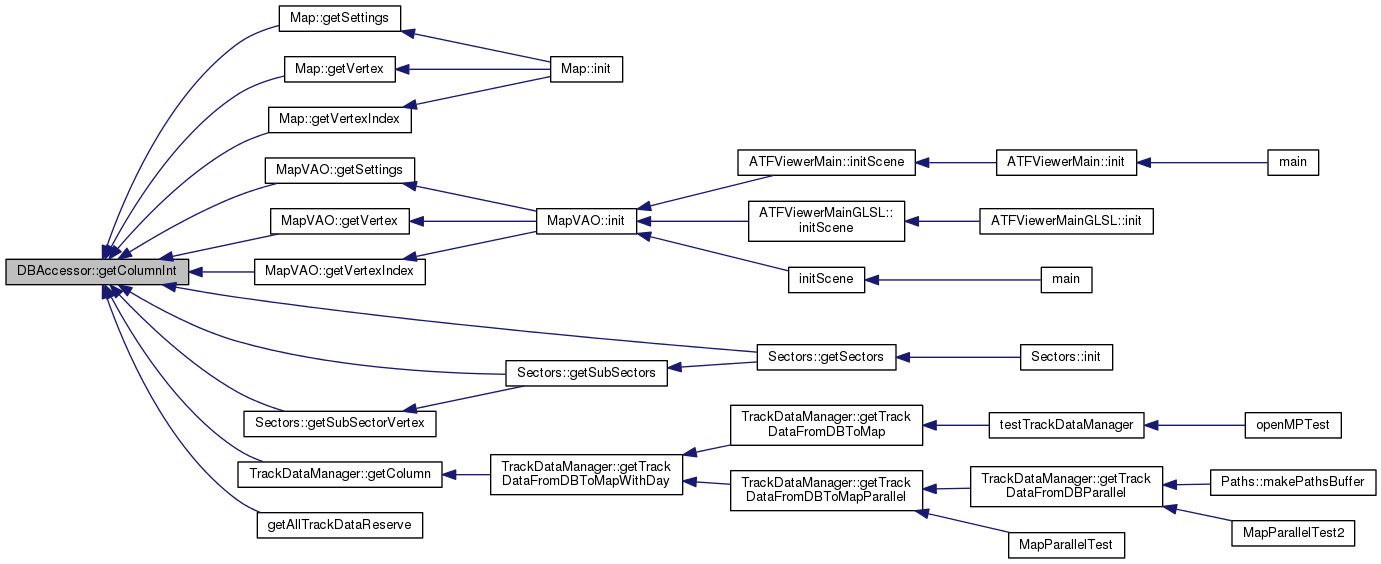 Map::getSettings
Map::getVertex
Map::init
Map::getVertexIndex
MapVAO::getSettings
ATFViewerMain::initScene
ATFViewerMain::init
main
MapVAO::getVertex
MapVAO::init
ATFViewerMainGLSL::
initScene
ATFViewerMainGLSL::init
DBAccessor::getColumnInt
MapVAO::getVertexIndex
initScene
main
Sectors::getSectors
Sectors::init
Sectors::getSubSectors
Sectors::getSubSectorVertex
TrackDataManager::getTrack
DataFromDBToMap
testTrackDataManager
openMPTest
TrackDataManager::getColumn
TrackDataManager::getTrack
DataFromDBToMapWithDay
TrackDataManager::getTrack
DataFromDBToMapParallel
TrackDataManager::getTrack
DataFromDBParallel
Paths::makePathsBuffer
getAllTrackDataReserve
MapParallelTest
MapParallelTest2